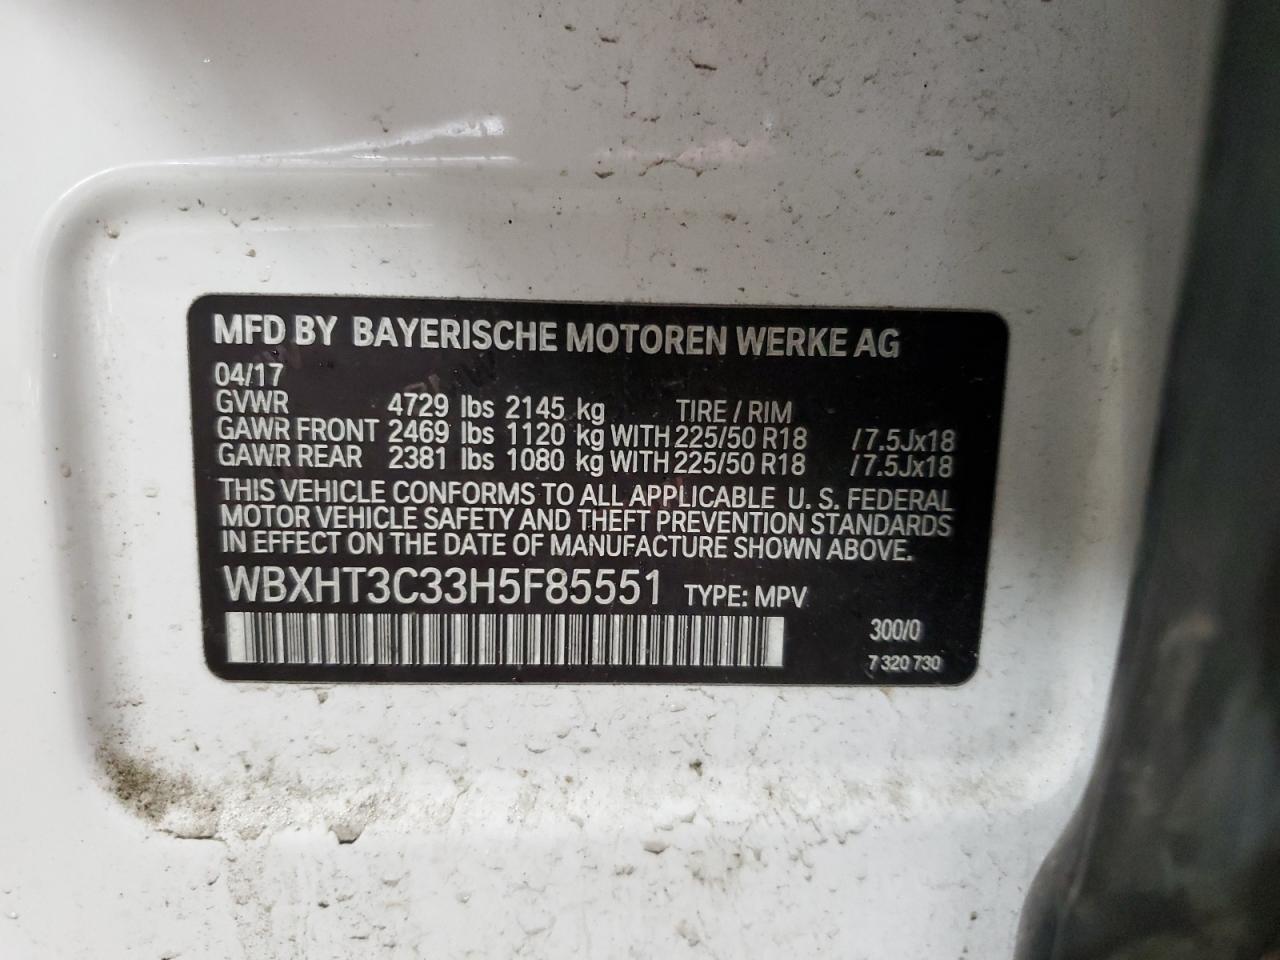 MFD BY BAYERISCHE MOTOREN WERKE AG
04/17
GVWR 4729 lbs 2145 kg TIRE / RIM
GAWR FRONT 2469 lbs 1120 kg WITH 225/50 R18 /7.5Jx18
GAWR REAR 2381 lbs 1080 kg WITH 225/50 R18 /7.5Jx18
THIS VEHICLE CONFORMS TO ALL APPLICABLE U. S. FEDERAL
MOTOR VEHICLE SAFETY AND THEFT PREVENTION STANDARDS
IN EFFECT ON THE DATE OF MANUFACTURE SHOWN ABOVE.
WBXHT3C33H5F85551 TYPE: MPV
300/0
7 320 730